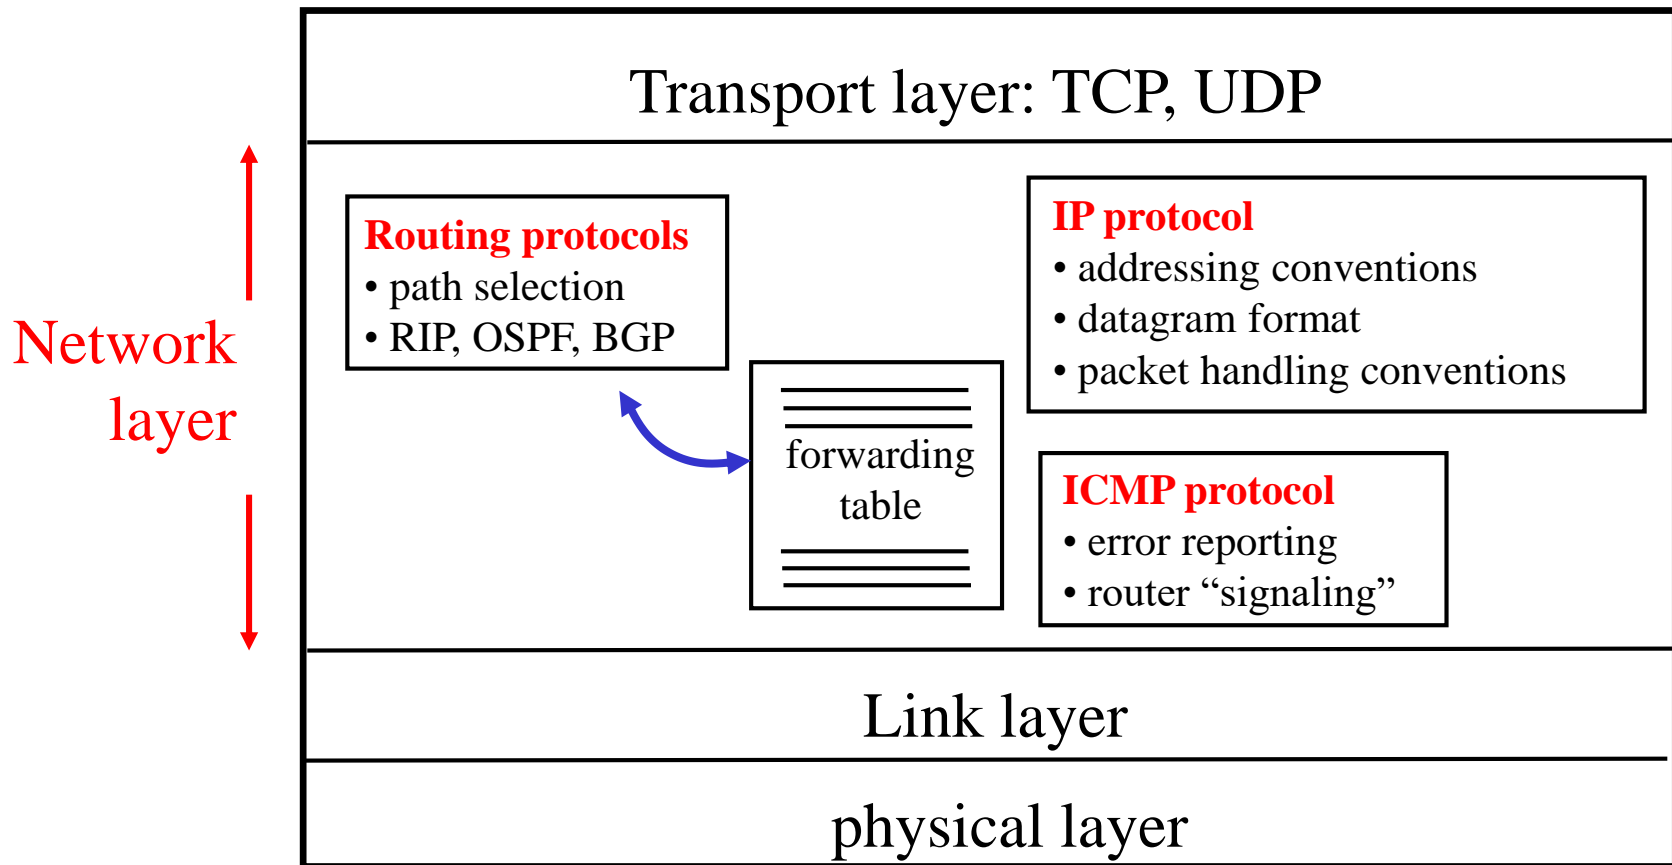 Transport layer: TCP, UDP
Network
layer
Routing protocols
• path selection
• RIP, OSPF, BGP
forwarding
table
IP protocol
• addressing conventions
• datagram format
• packet handling conventions
ICMP protocol
• error reporting
• router “signaling”
Link layer
physical layer